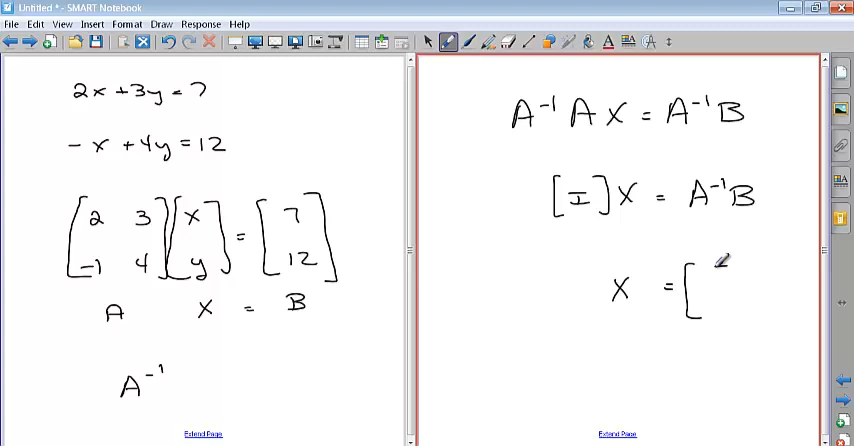 Untitled * - SMART Notebook
File Edit View Insert Format Draw Response Help
2x + 3y = 7
- x + 4y = 12
[2 3] [x] = [7]
[-1 4] [y] [12]
A X = B
A⁻¹
Extend Page
A⁻¹ A X = A⁻¹ B
[I] X = A⁻¹ B
X = [
Extend Page